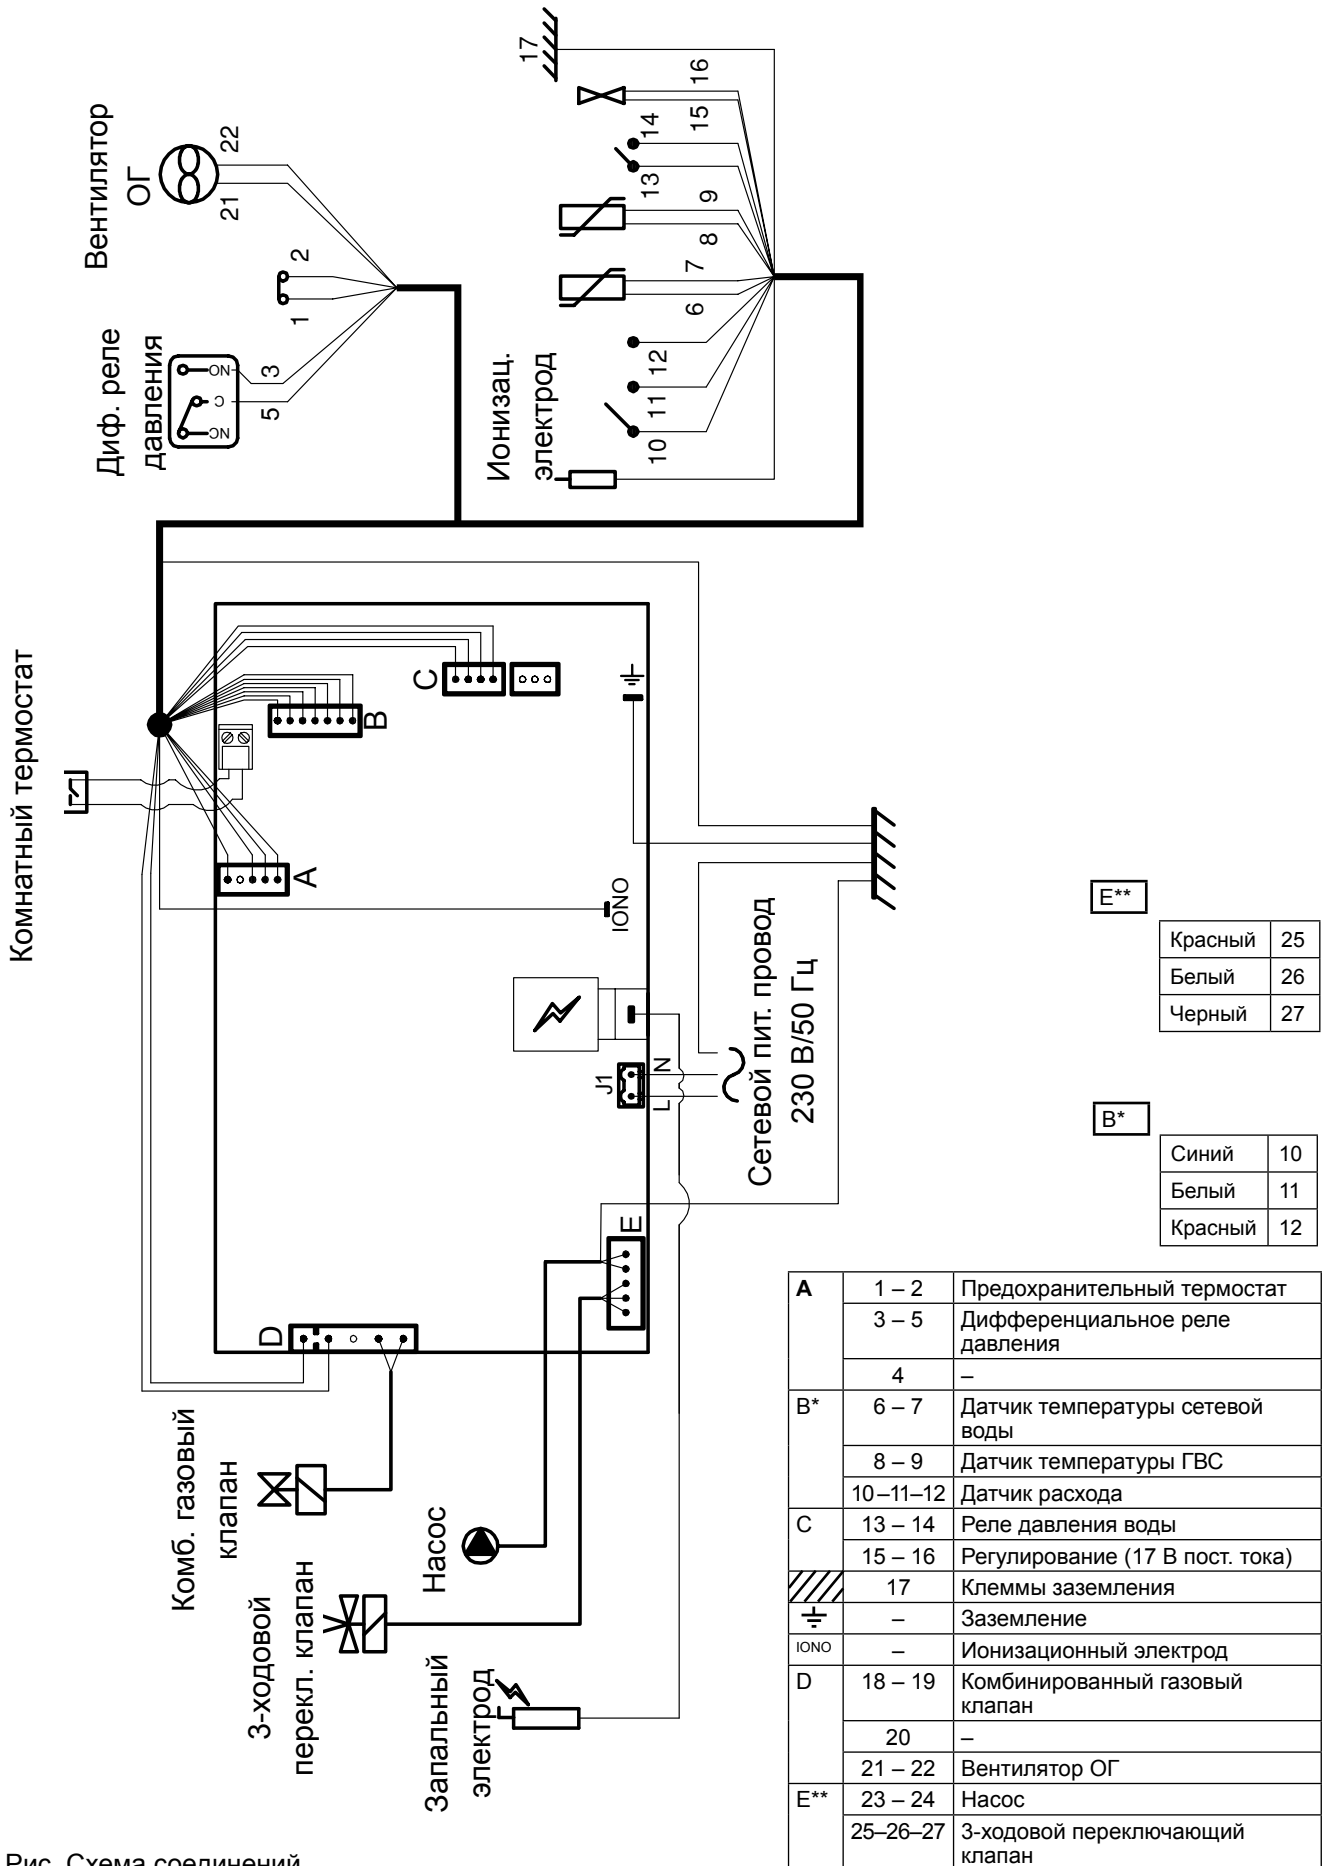 17
16
15
14
13
9
8
7
6
12
11
10
Вентилятор
ОГ
22
21
2
1
Диф. реле
давления
NO
C
NC
3
5
Ионизац.
электрод
Комнатный термостат
C
B
A
IONO
J1
N
L
Сетевой пит. провод
230 В/50 Гц
E
D
Комб. газовый
клапан
Насос
3-ходовой
перекл. клапан
Запальный
электрод
E**
Красный 25
Белый 26
Черный 27
B*
Синий 10
Белый 11
Красный 12
A 1 – 2 Предохранительный термостат
3 – 5 Дифференциальное реле
давления
4 –
B* 6 – 7 Датчик температуры сетевой
воды
8 – 9 Датчик температуры ГВС
10–11–12 Датчик расхода
C 13 – 14 Реле давления воды
15 – 16 Регулирование (17 В пост. тока)
17 Клеммы заземления
– Заземление
IONO – Ионизационный электрод
D 18 – 19 Комбинированный газовый
клапан
20 –
21 – 22 Вентилятор ОГ
E** 23 – 24 Насос
25–26–27 3-ходовой переключающий
клапан
Рис. Схема соединений